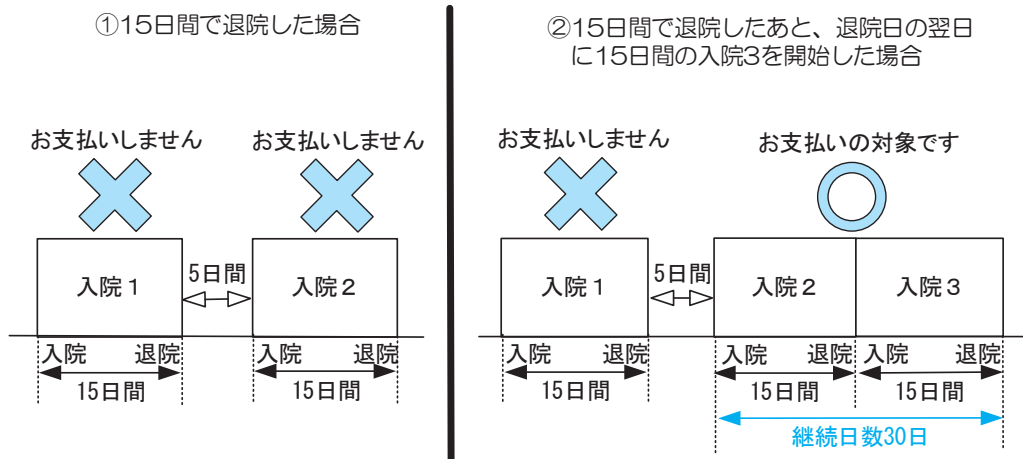 ①15日間で退院した場合
お支払いしません
お支払いしません
入院1
5日間
入院2
入院
退院
入院
退院
15日間
15日間
②15日間で退院したあと、退院日の翌日
に15日間の入院3を開始した場合
お支払いしません
お支払いの対象です
入院1
5日間
入院2
入院3
入院
退院
入院
退院
入院
退院
15日間
15日間
15日間
継続日数30日